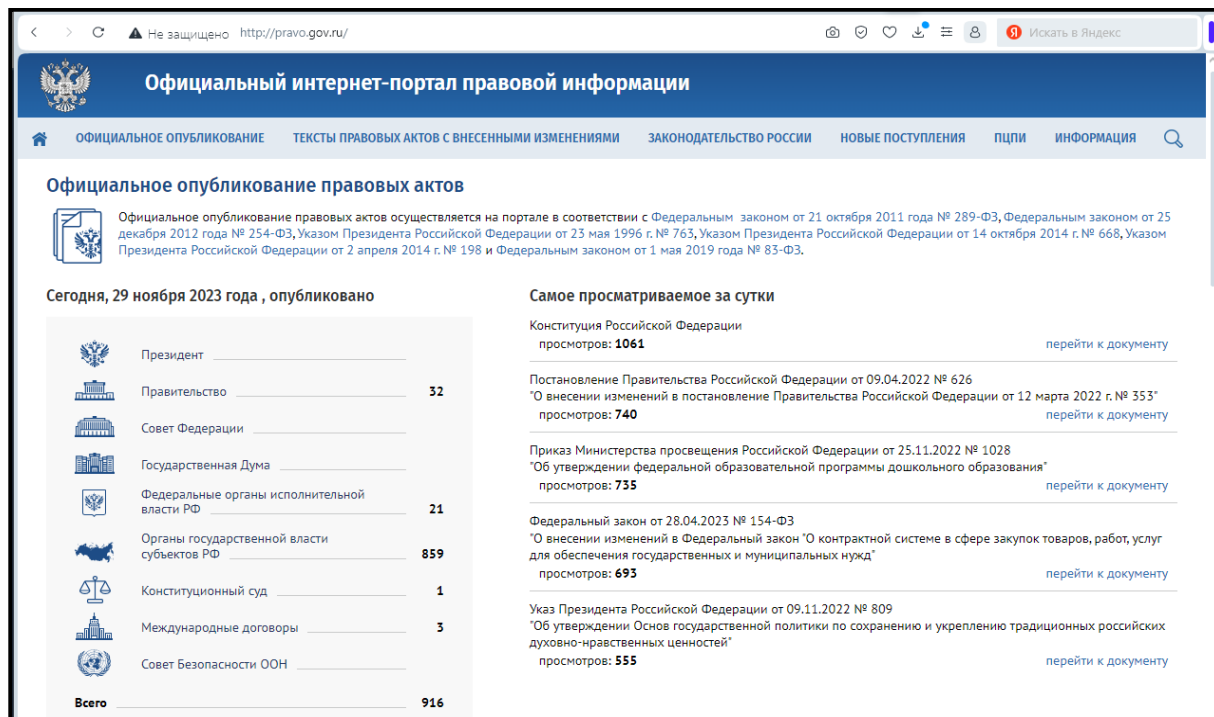 Не защищено http://pravo.gov.ru/
Искать в Яндекс
Официальный интернет-портал правовой информации
ОФИЦИАЛЬНОЕ ОПУБЛИКОВАНИЕ ТЕКСТЫ ПРАВОВЫХ АКТОВ С ВНЕСЕННЫМИ ИЗМЕНЕНИЯМИ ЗАКОНОДАТЕЛЬСТВО РОССИИ НОВЫЕ ПОСТУПЛЕНИЯ ПЦПИ ИНФОРМАЦИЯ
Официальное опубликование правовых актов
Официальное опубликование правовых актов осуществляется на портале в соответствии с Федеральным законом от 21
октября 2011 года № 289-ФЗ, Федеральным законом от 25
декабря 2012 года № 254-ФЗ, Указом Президента Российской Федерации от 23 мая 1996 г. № 763, Указом Президента Российской Федерации от 14 октября 2014 г. № 668, Указом
Президента Российской Федерации от 2 апреля 2014 г. № 198 и Федеральным законом от 1 мая 2019 года № 83-ФЗ.
Сегодня, 29 ноября 2023 года , опубликовано
Президент
Правительство 32
Совет Федерации
Государственная Дума
Федеральные органы исполнительной
власти РФ 21
Органы государственной власти
субъектов РФ 859
Конституционный суд 1
Международные договоры 3
Совет Безопасности ООН
Всего 916
Самое просматриваемое за сутки
Конституция Российской Федерации
просмотров: 1061 перейти к документу
Постановление Правительства Российской Федерации от 09.04.2022 № 626
"О внесении изменений в постановление Правительства Российской Федерации от 12 марта 2022 г. № 353"
просмотров: 740 перейти к документу
Приказ Министерства просвещения Российской Федерации от 25.11.2022 № 1028
"Об утверждении федеральной образовательной программы дошкольного образования"
просмотров: 735 перейти к документу
Федеральный закон от 28.04.2023 № 154-ФЗ
"О внесении изменений в Федеральный закон "О контрактной системе в сфере закупок товаров, работ, услуг
для обеспечения государственных и муниципальных нужд"
просмотров: 693 перейти к документу
Указ Президента Российской Федерации от 09.11.2022 № 809
"Об утверждении Основ государственной политики по сохранению и укреплению традиционных российских
духовно-нравственных ценностей"
просмотров: 555 перейти к документу